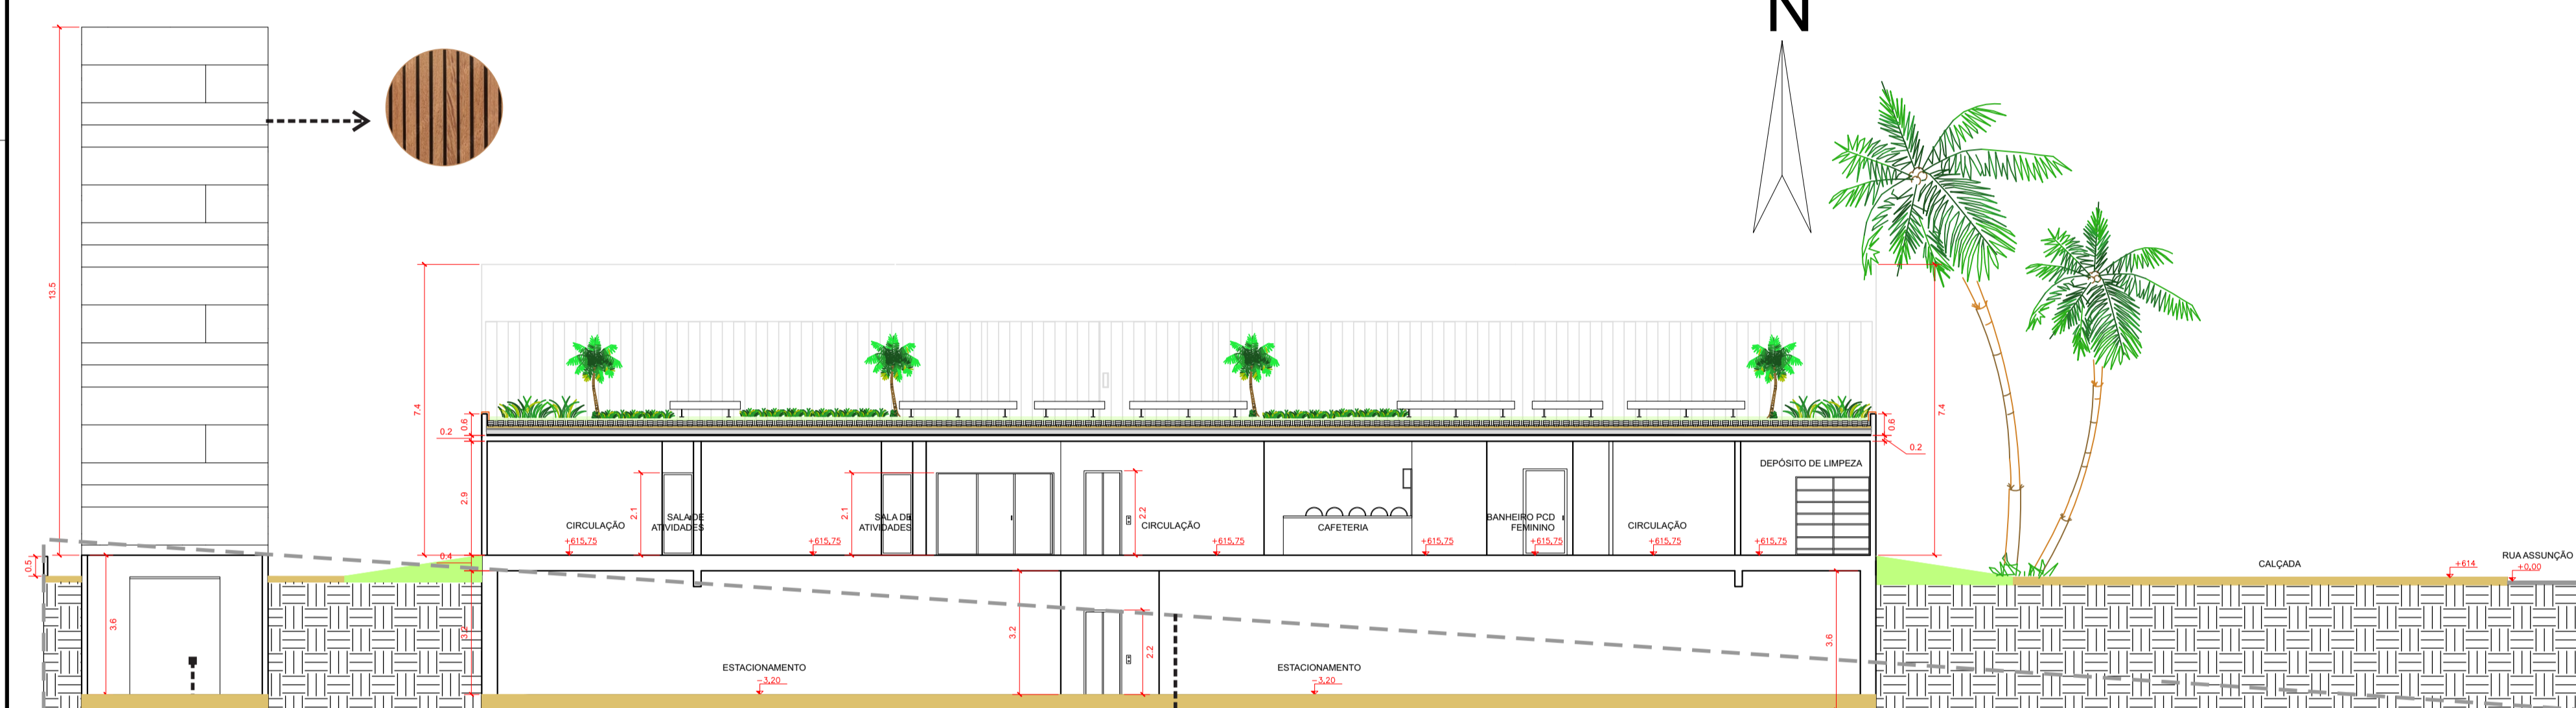 N
13.5
7.4
7.4
0.6
0.2
0.6
0.2
DEPÓSITO DE LIMPEZA
2.9
2.1
2.1
2.2
CIRCULAÇÃO
SALA DE
ATIVIDADES
SALA DE
ATIVIDADES
CIRCULAÇÃO
CAFETERIA
BANHEIRO PCD
FEMININO
CIRCULAÇÃO
+615,75
+615,75
+615,75
+615,75
+615,75
+615,75
+615,75
0.5
0.4
CALÇADA
+614
RUA ASSUNÇÃO
+0,00
3.6
3.2
2.2
3.6
ESTACIONAMENTO
-3,20
ESTACIONAMENTO
-3,20